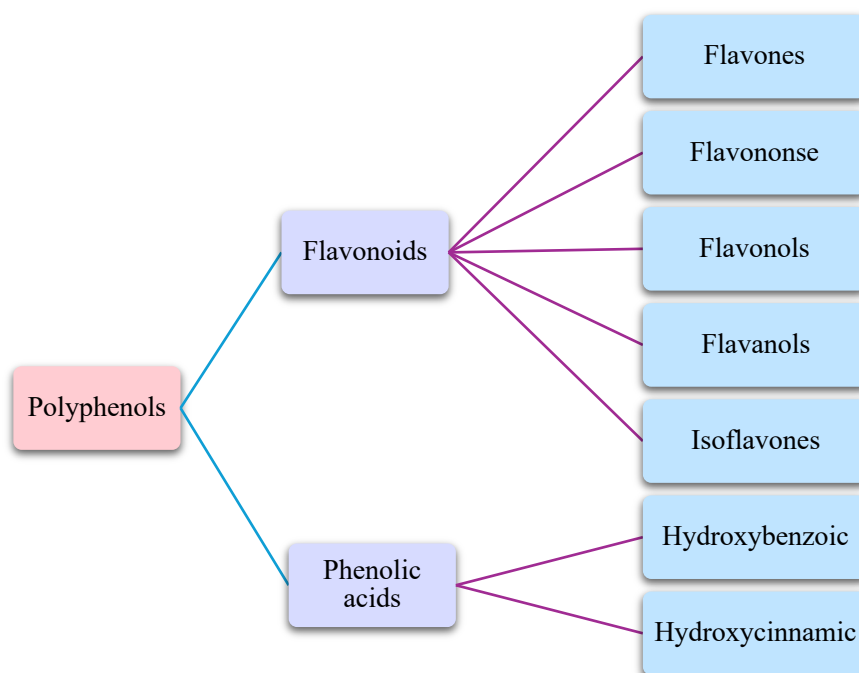 Flavones
Flavononse
Flavonoids
Flavonols
Flavanols
Polyphenols
Isoflavones
Hydroxybenzoic
Phenolic
acids
Hydroxycinnamic